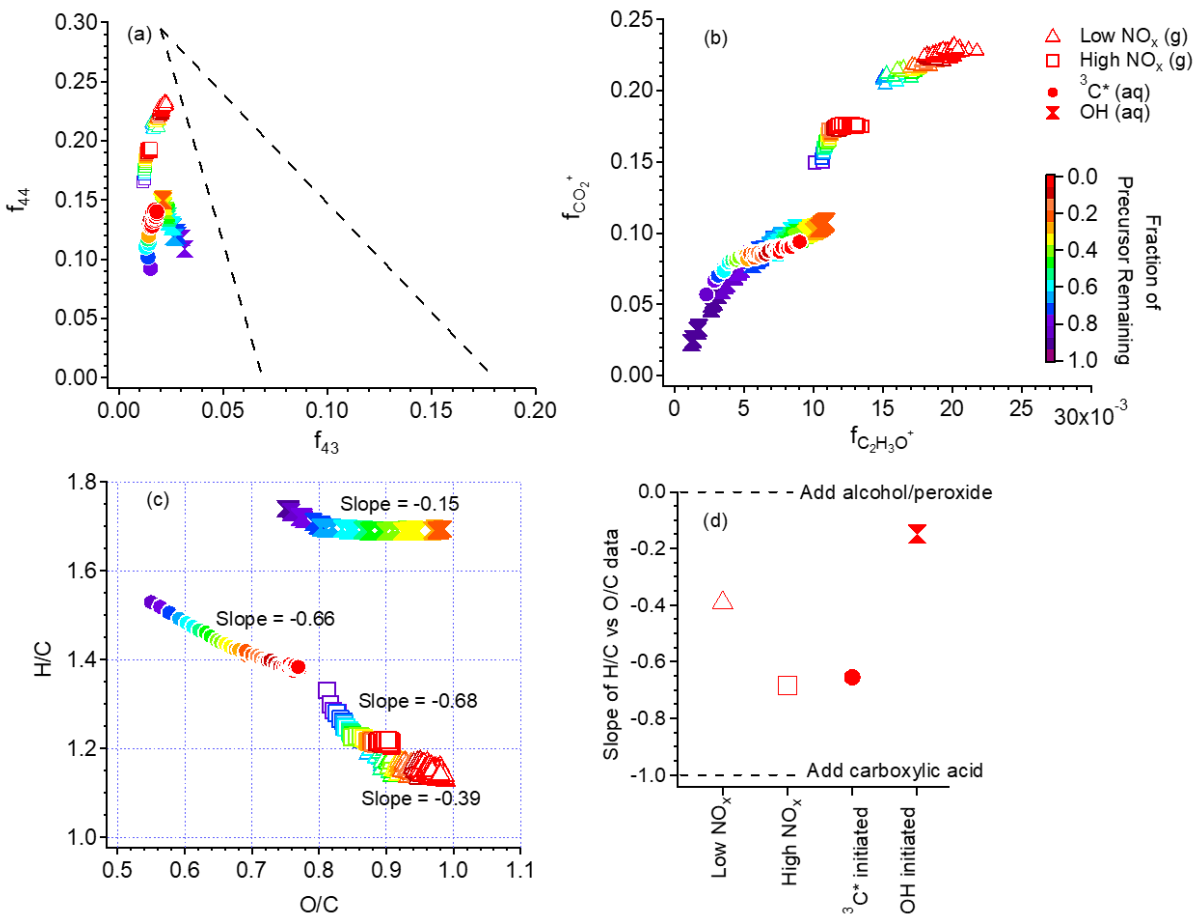 (a)
0.30
0.25
0.20
0.15
0.10
0.05
0.00
f44
0.00
0.05
0.10
0.15
0.20
f43
(b)
0.25
0.20
0.15
0.10
0.05
0.00
fCO2+
0
5
10
15
20
25
30x10-3
fC2H3O+
Low NOx (g)
High NOx (g)
3C* (aq)
OH (aq)
0.0
0.2
0.4
0.6
0.8
1.0
Fraction of
Precursor Remaining
(c)
1.8
1.6
1.4
1.2
1.0
H/C
Slope = -0.15
Slope = -0.66
Slope = -0.68
Slope = -0.39
0.5
0.6
0.7
0.8
0.9
1.0
1.1
O/C
(d)
0.0
-0.2
-0.4
-0.6
-0.8
-1.0
Slope of H/C vs O/C data
Add alcohol/peroxide
Add carboxylic acid
Low NOx
High NOx
3C* initiated
OH initiated